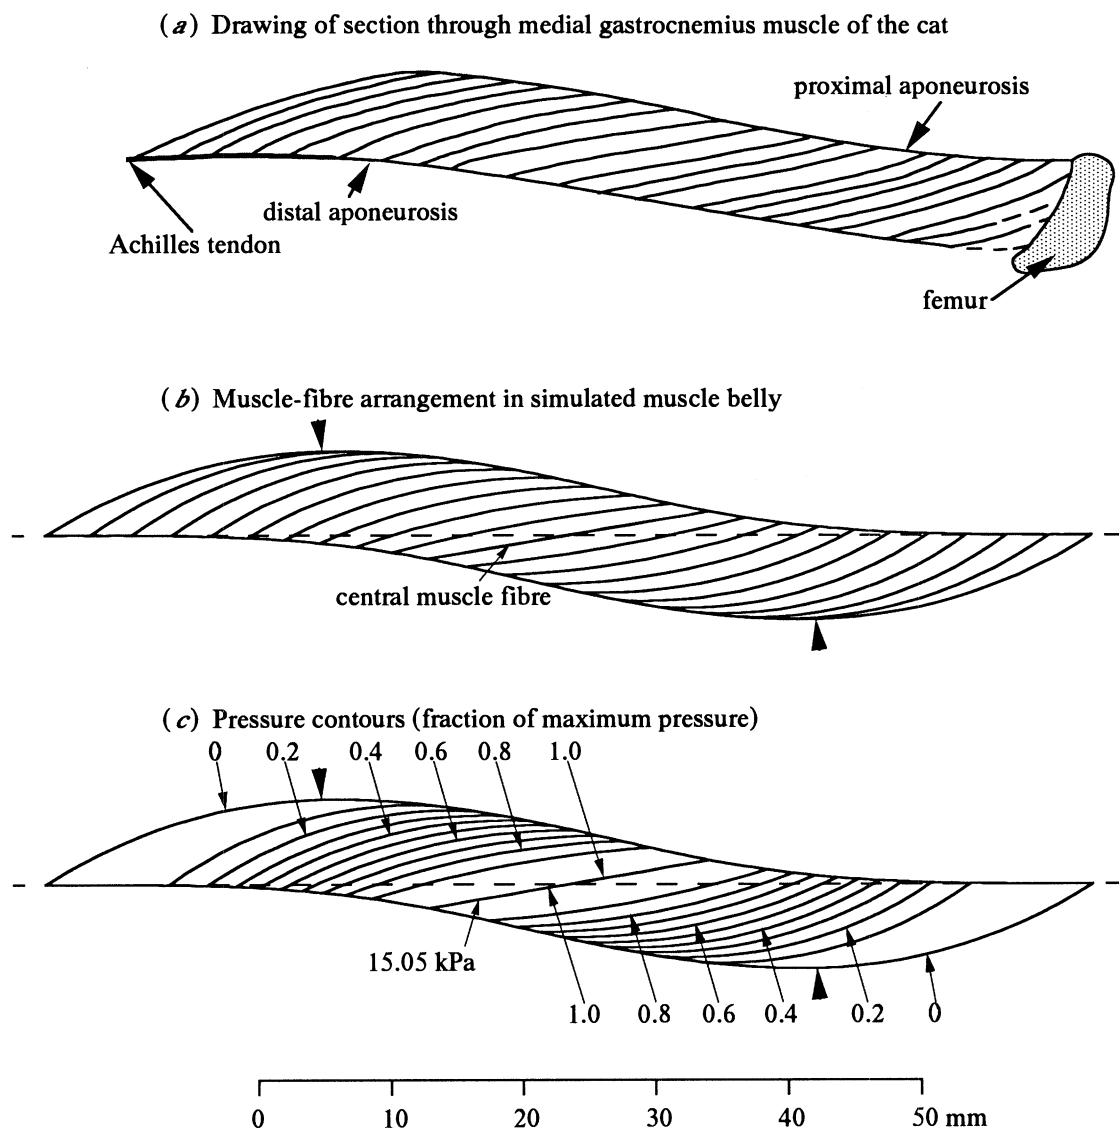 (a) Drawing of section through medial gastrocnemius muscle of the cat
proximal aponeurosis
distal aponeurosis
Achilles tendon
femur
(b) Muscle-fibre arrangement in simulated muscle belly
central muscle fibre
(c) Pressure contours (fraction of maximum pressure)
0 0.2 0.4 0.6 0.8 1.0
15.05 kPa
1.0 0.8 0.6 0.4 0.2 0
0 10 20 30 40 50 mm